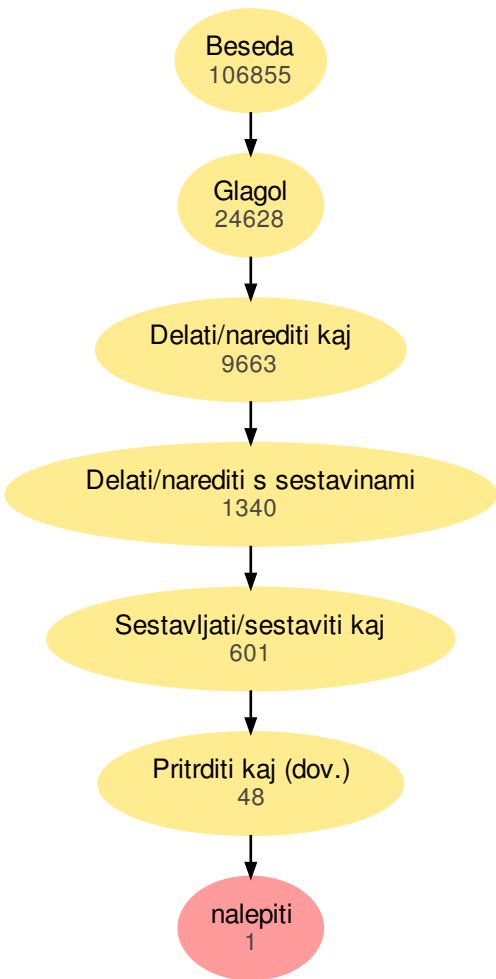 Beseda
106855
Glagol
24628
Delati/narediti kaj
9663
Delati/narediti s sestavinami
1340
Sestavljati/sestaviti kaj
601
Pritrditi kaj (dov.)
48
nalepiti
1